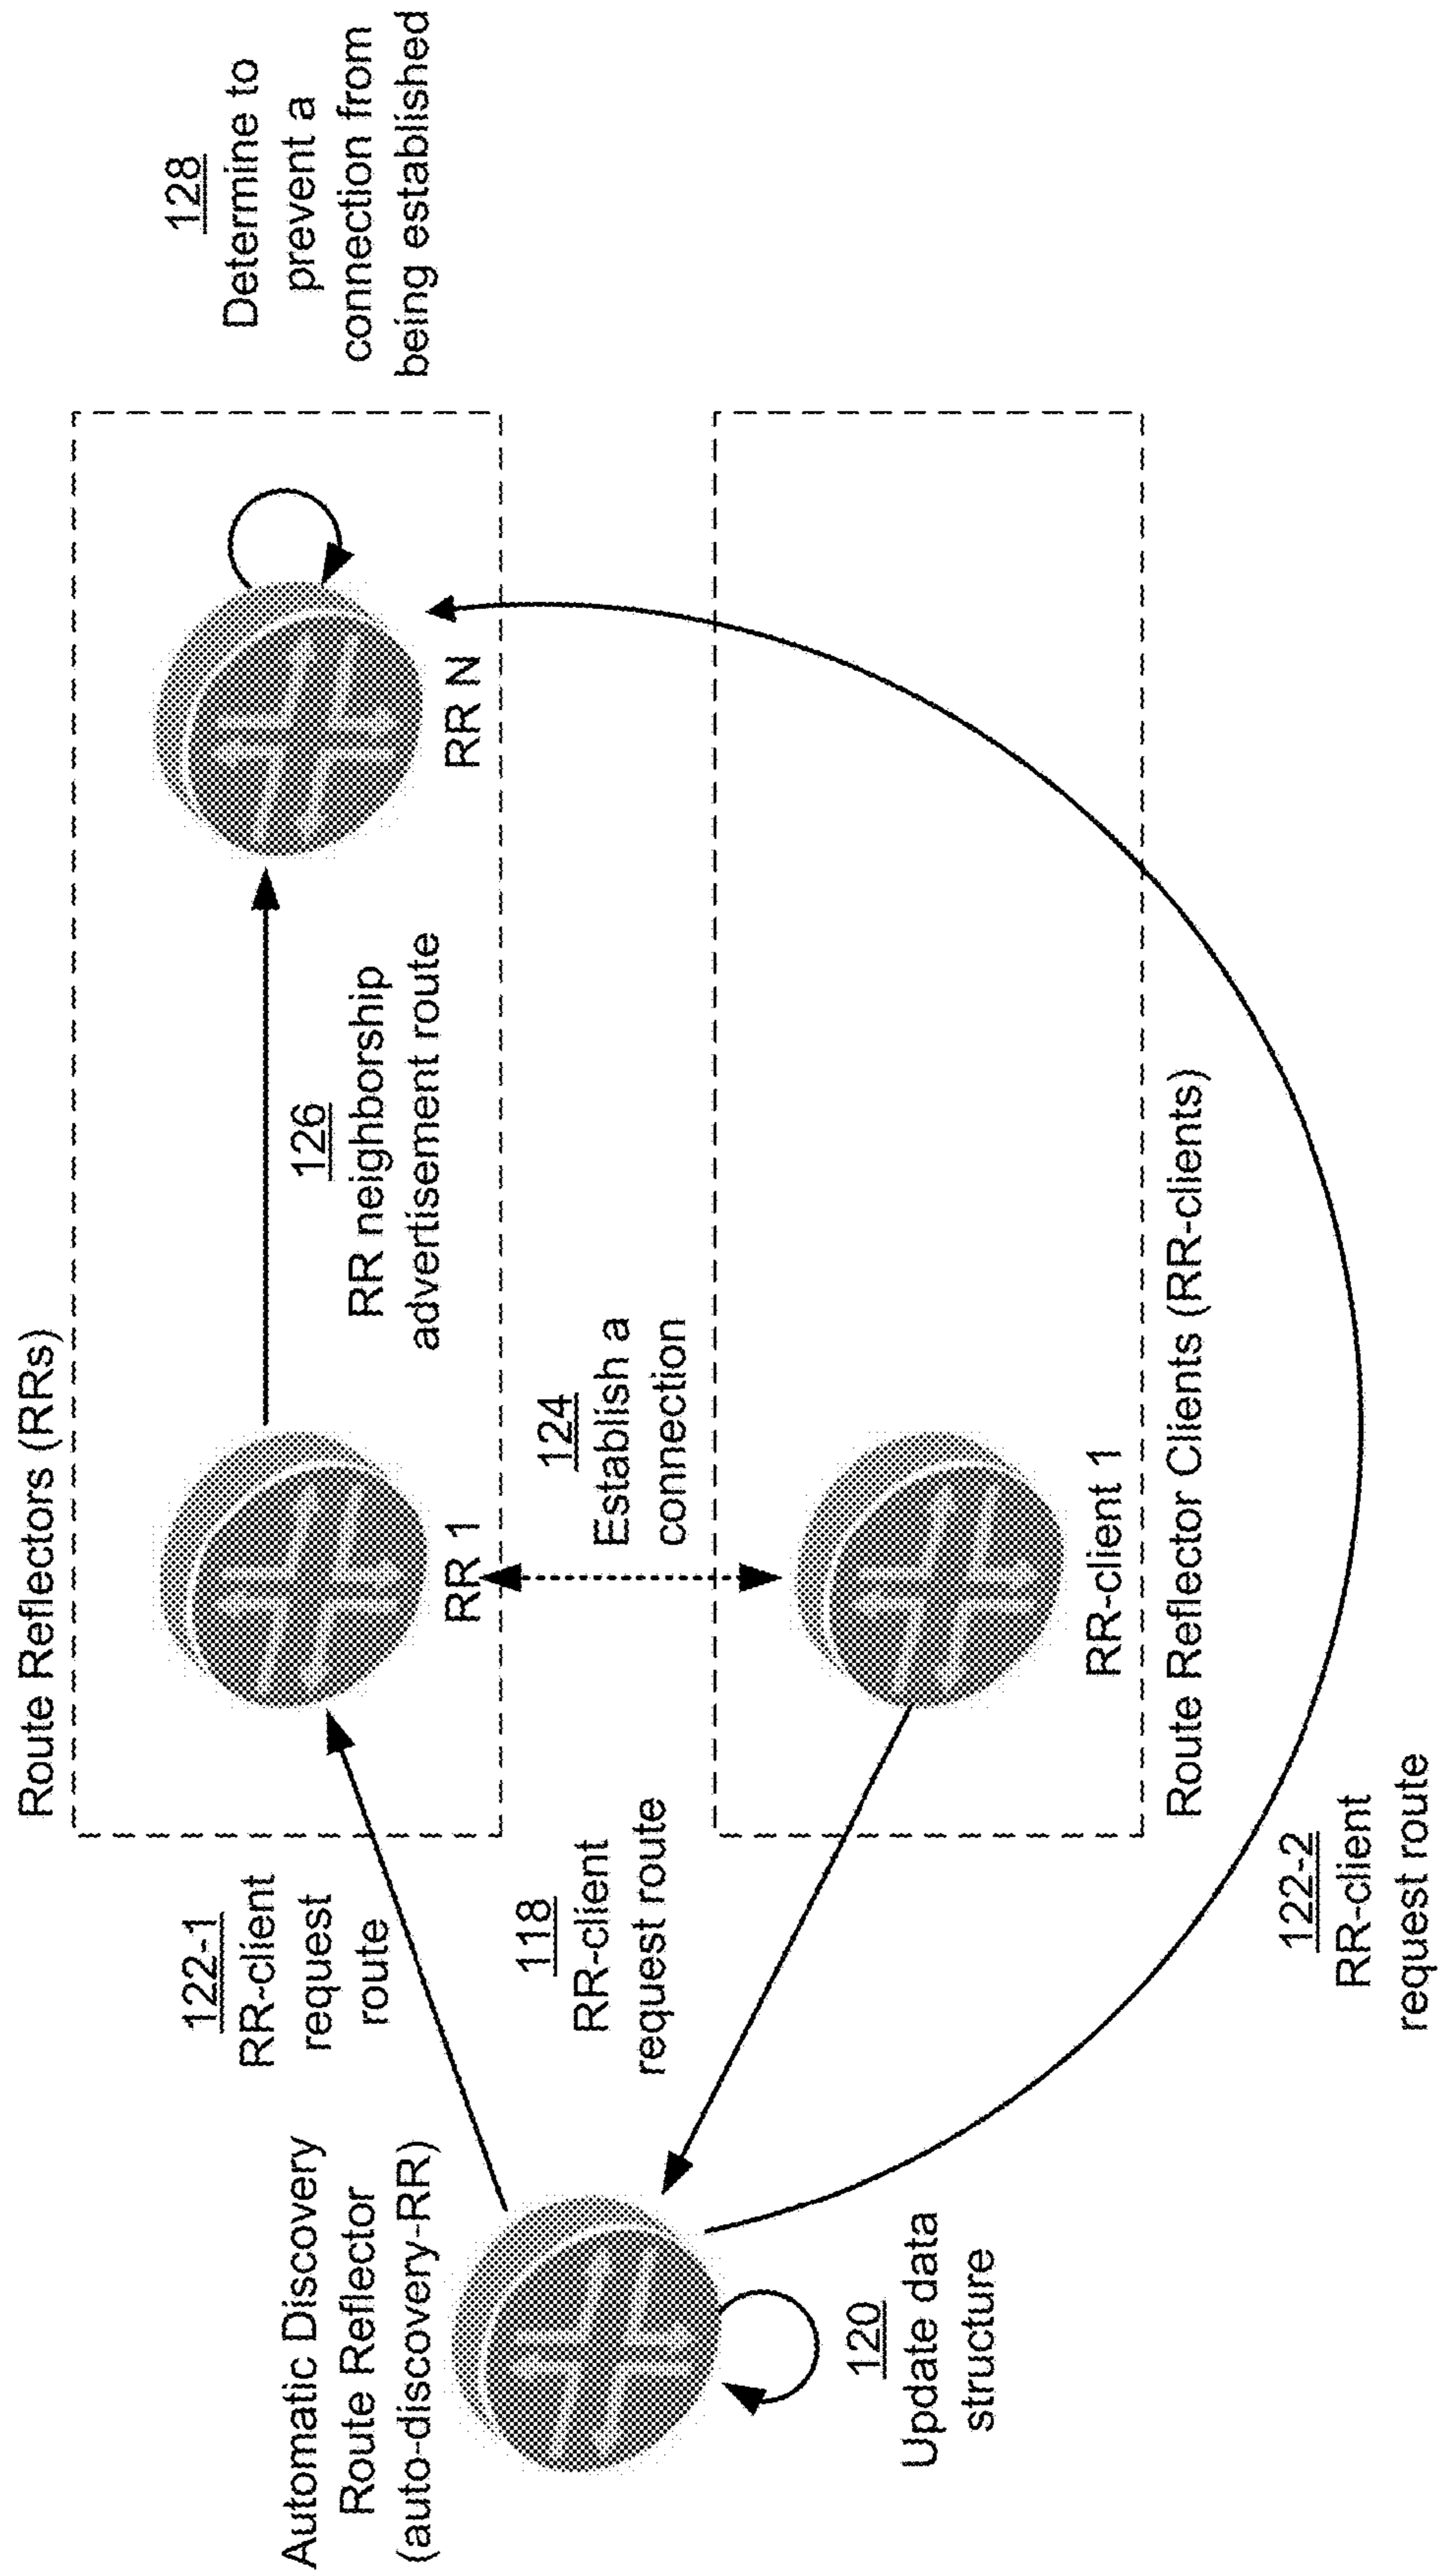 Route Reflectors (RRs)
Automatic Discovery
Route Reflector
(auto-discovery-RR)
122-1
RR-client
request
route
RR 1
126
RR neighborship
advertisement route
RR N
128
Determine to
prevent a
connection from
being established
118
RR-client
request route
124
Establish a
connection
120
Update data
structure
RR-client 1
Route Reflector Clients (RR-clients)
122-2
RR-client
request route